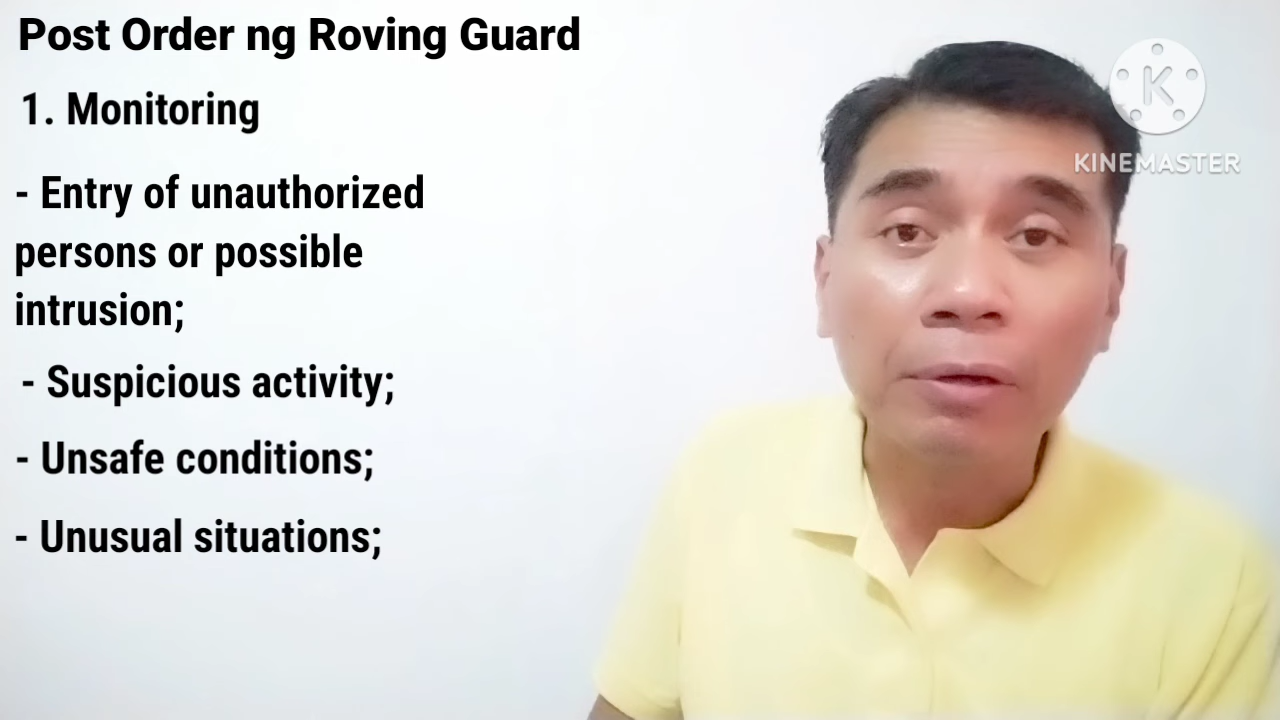 Post Order ng Roving Guard
1. Monitoring
- Entry of unauthorized
persons or possible
intrusion;
- Suspicious activity;
- Unsafe conditions;
- Unusual situations;
K
KINEMASTER